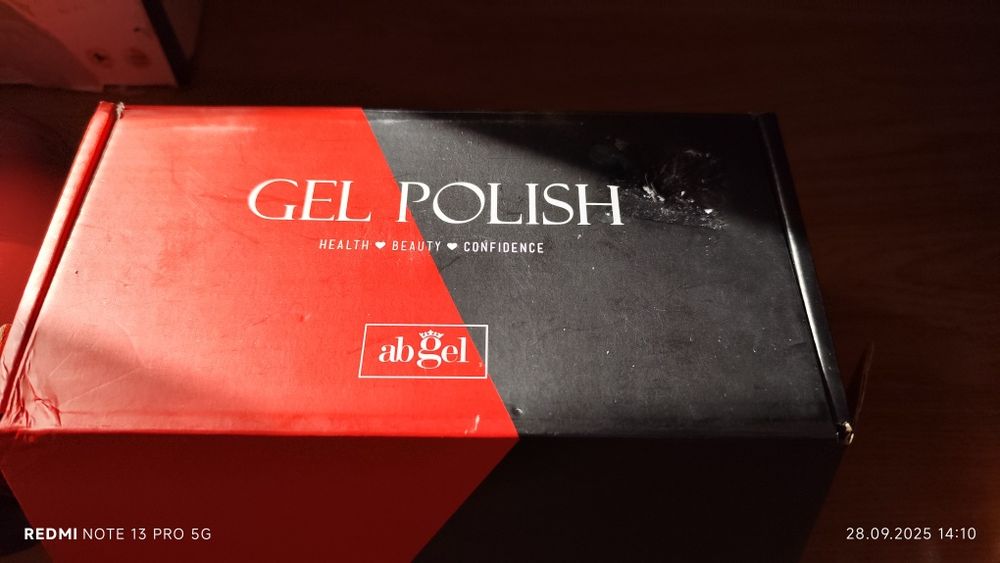 GEL POLISH
HEALTH ❤ BEAUTY ❤ CONFIDENCE
ab gel
REDMI NOTE 13 PRO 5G
28.09.2025 14:10